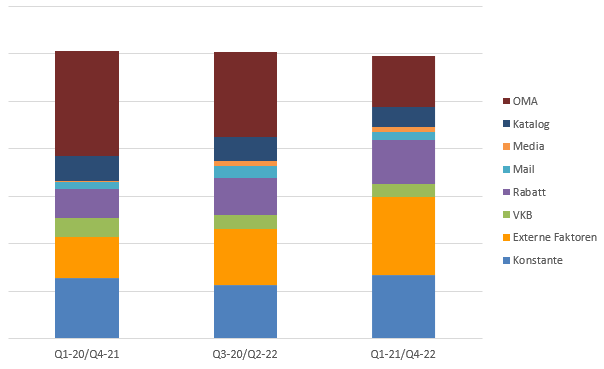 OMA
Katalog
Media
Mail
Rabatt
VKB
Externe Faktoren
Konstante
Q1-20/Q4-21 Q3-20/Q2-22 Q1-21/Q4-22